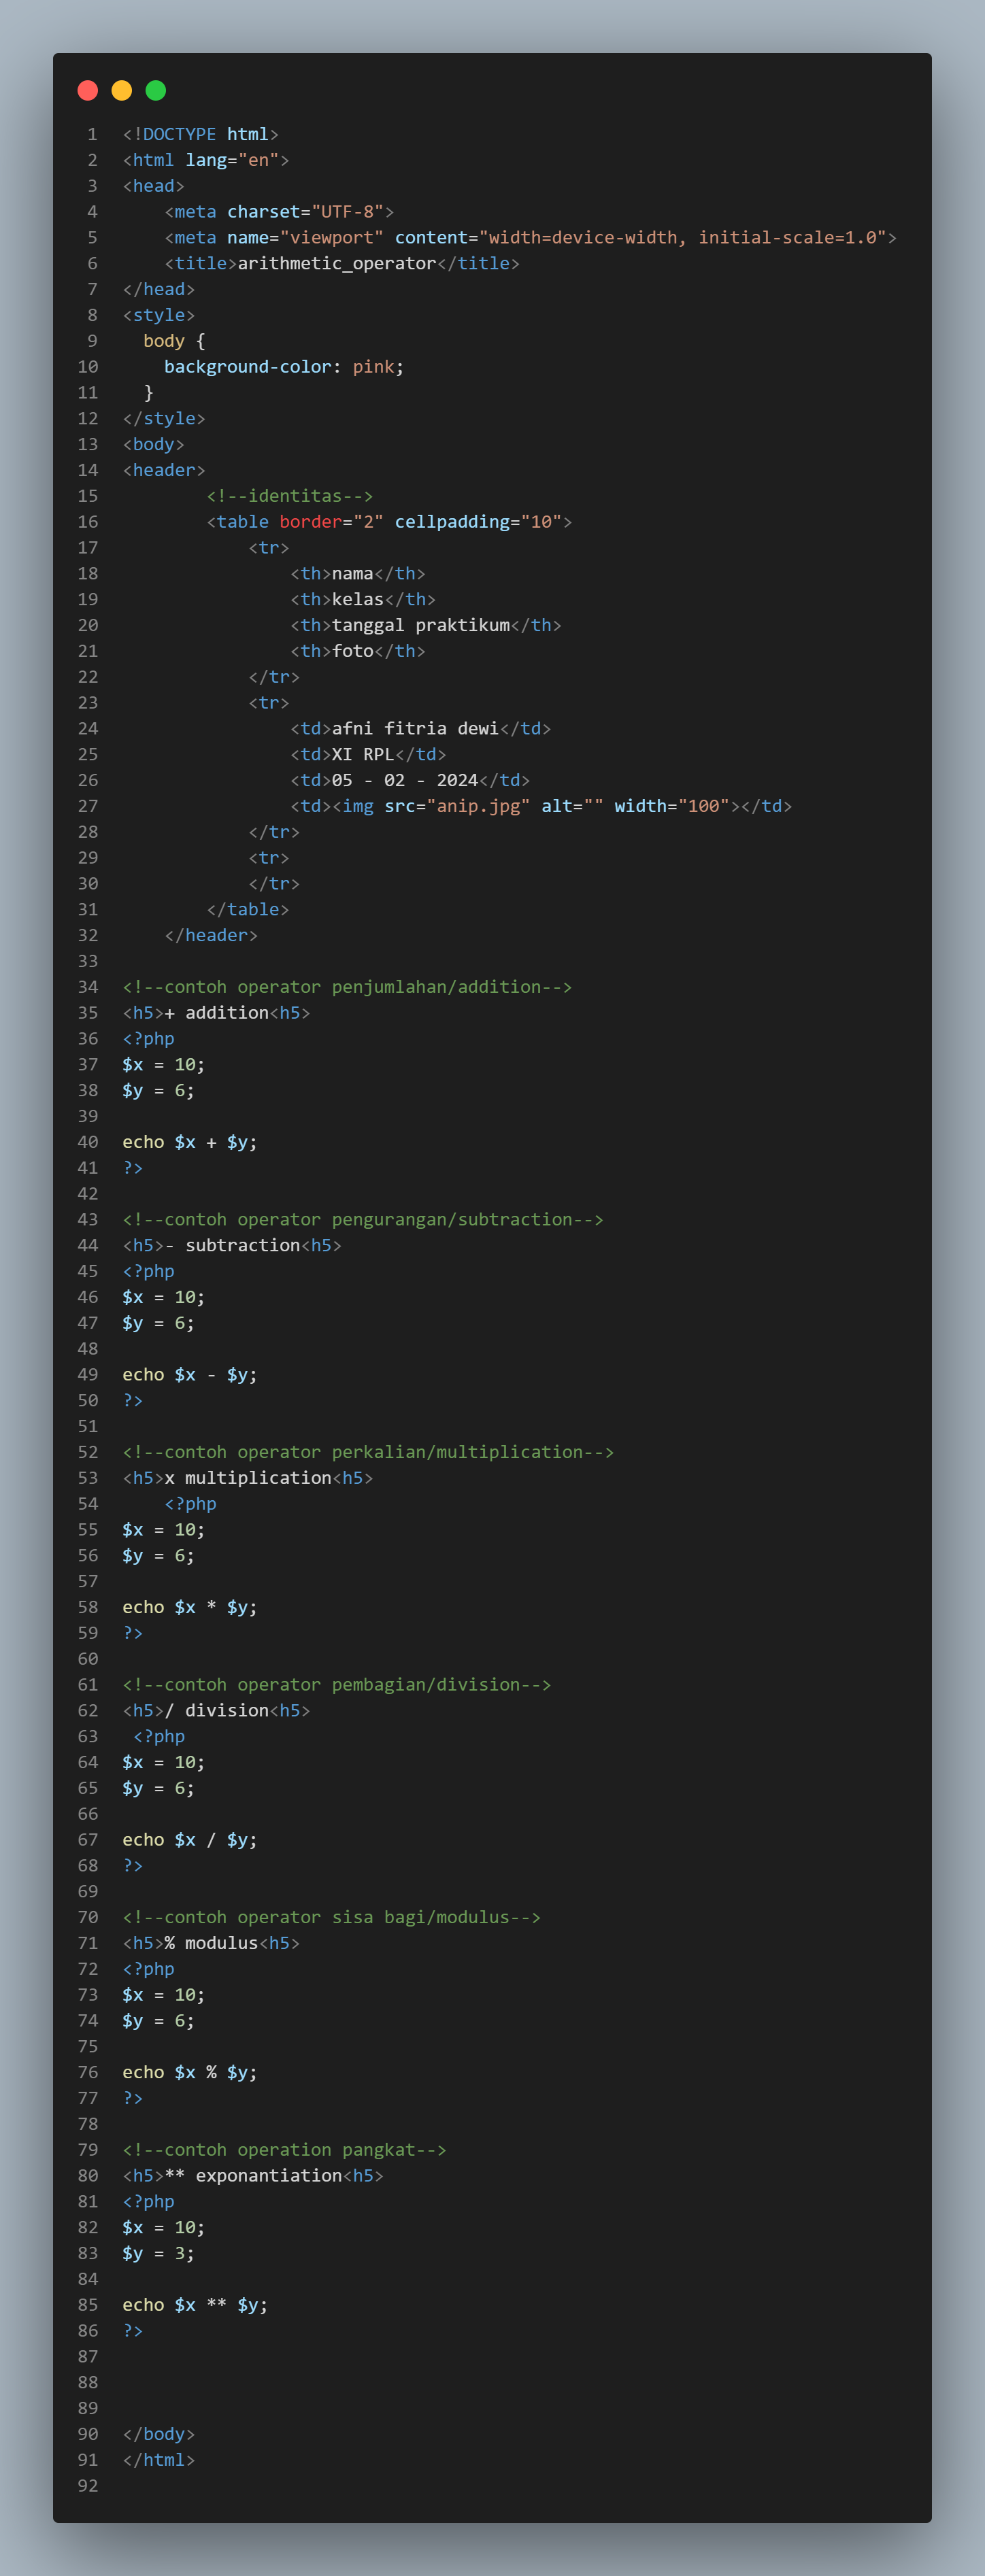 1 <!DOCTYPE html>
2 <html lang="en">
3 <head>
4     <meta charset="UTF-8">
5     <meta name="viewport" content="width=device-width, initial-scale=1.0">
6     <title>arithmetic_operator</title>
7 </head>
8 <style>
9   body {
10     background-color: pink;
11   }
12 </style>
13 <body>
14 <header>
15         <!--identitas-->
16         <table border="2" cellpadding="10">
17             <tr>
18                 <th>nama</th>
19                 <th>kelas</th>
20                 <th>tanggal praktikum</th>
21                 <th>foto</th>
22             </tr>
23             <tr>
24                 <td>afni fitria dewi</td>
25                 <td>XI RPL</td>
26                 <td>05 - 02 - 2024</td>
27                 <td><img src="anip.jpg" alt="" width="100"></td>
28             </tr>
29             <tr>
30             </tr>
31         </table>
32     </header>
33
34 <!--contoh operator penjumlahan/addition-->
35 <h5>+ addition<h5>
36 <?php
37 $x = 10;
38 $y = 6;
39
40 echo $x + $y;
41 ?>
42
43 <!--contoh operator pengurangan/subtraction-->
44 <h5>- subtraction<h5>
45 <?php
46 $x = 10;
47 $y = 6;
48
49 echo $x - $y;
50 ?>
51
52 <!--contoh operator perkalian/multiplication-->
53 <h5>x multiplication<h5>
54     <?php
55 $x = 10;
56 $y = 6;
57
58 echo $x * $y;
59 ?>
60
61 <!--contoh operator pembagian/division-->
62 <h5>/ division<h5>
63  <?php
64 $x = 10;
65 $y = 6;
66
67 echo $x / $y;
68 ?>
69
70 <!--contoh operator sisa bagi/modulus-->
71 <h5>% modulus<h5>
72 <?php
73 $x = 10;
74 $y = 6;
75
76 echo $x % $y;
77 ?>
78
79 <!--contoh operation pangkat-->
80 <h5>** exponantiation<h5>
81 <?php
82 $x = 10;
83 $y = 3;
84
85 echo $x ** $y;
86 ?>
87
88
89
90 </body>
91 </html>
92